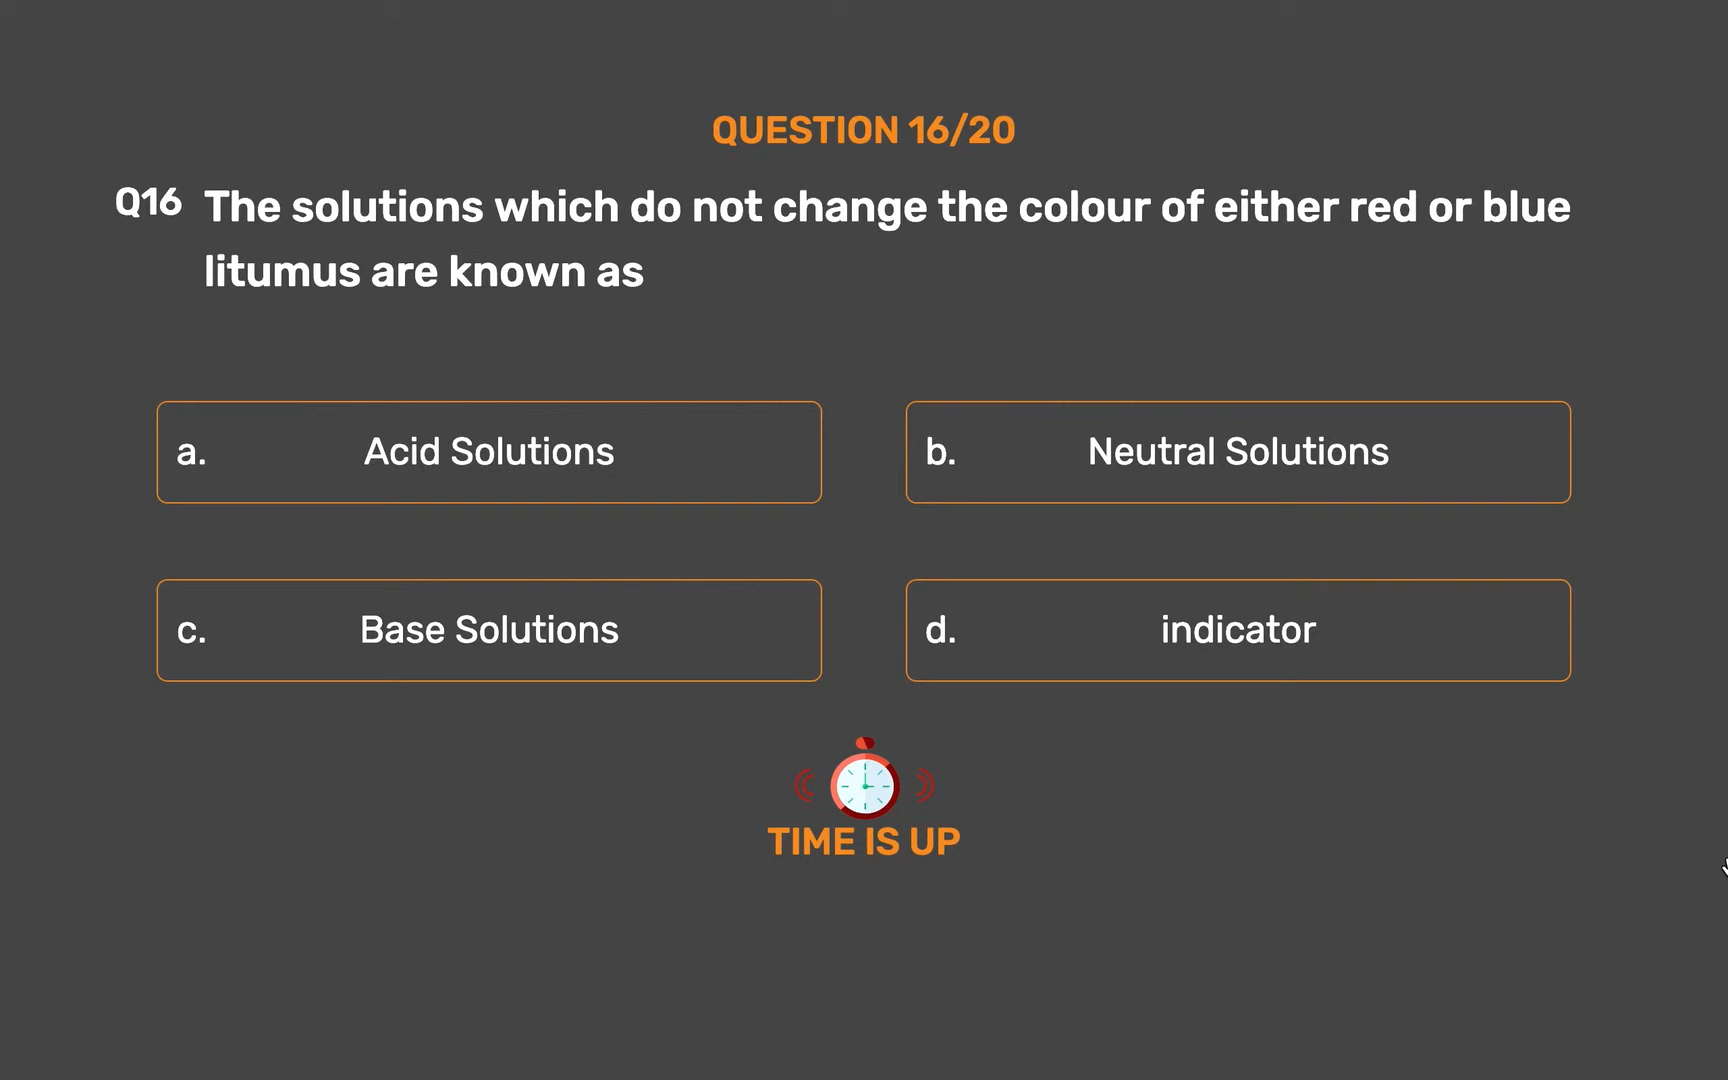 QUESTION 16/20
Q16 The solutions which do not change the colour of either red or blue
litumus are known as
a. Acid Solutions
b. Neutral Solutions
c. Base Solutions
d. indicator
TIME IS UP